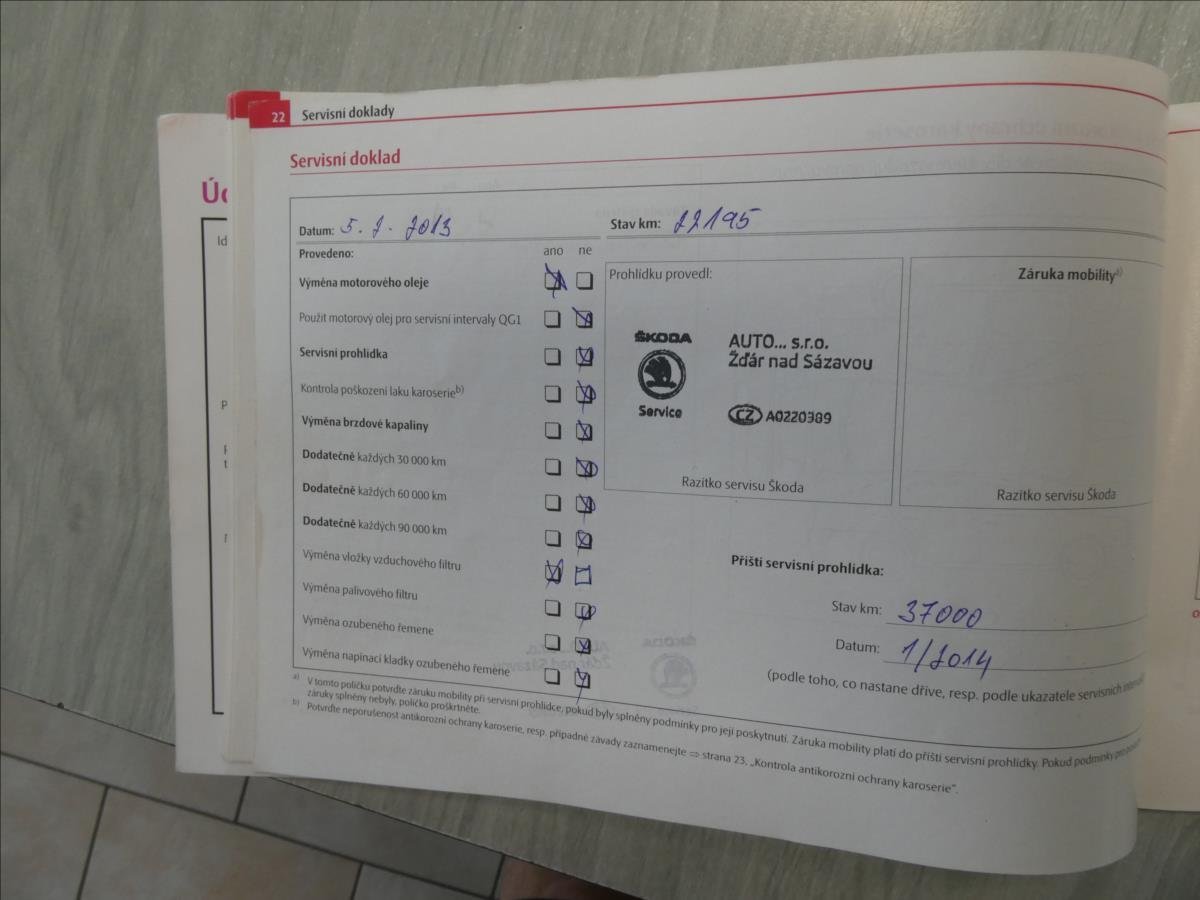 22 Servisní doklady
Servisní doklad
Úc
Id
P
t
Datum: 5. 2. 2013
Stav km: 22195
Provedeno: ano ne
Výměna motorového oleje
Použit motorový olej pro servisní intervaly QG1
Servisní prohlídka
Kontrola poškození laku karoserie b)
Výměna brzdové kapaliny
Dodatečně každých 30 000 km
Dodatečně každých 60 000 km
Dodatečně každých 90 000 km
Výměna vložky vzduchového filtru
Výměna palivového filtru
Výměna ozubeného řemene
Výměna napínací kladky ozubeného řemene
Prohlídku provedl:
ŠKODA
Service
AUTO... s.r.o.
Žďár nad Sázavou
CZ A0220389
Razítko servisu Škoda
Záruka mobility a)
Razítko servisu Škoda
Příští servisní prohlídka:
Stav km: 37000
Datum: 1/2014
(podle toho, co nastane dříve, resp. podle ukazatele servisních
a) V tomto políčku potvrďte záruku mobility při servisní prohlídce, pokud byly splněny podmínky pro její poskytnutí. Záruka mobility platí do příští servisní prohlídky. Pokud podmínky pro
záruky splněny nebyly, políčko proškrtněte.
b) Potvrďte neporušenost antikorozní ochrany karoserie, resp. případné závady zaznamenejte ⇒ strana 23, „Kontrola antikorozní ochrany karoserie“.